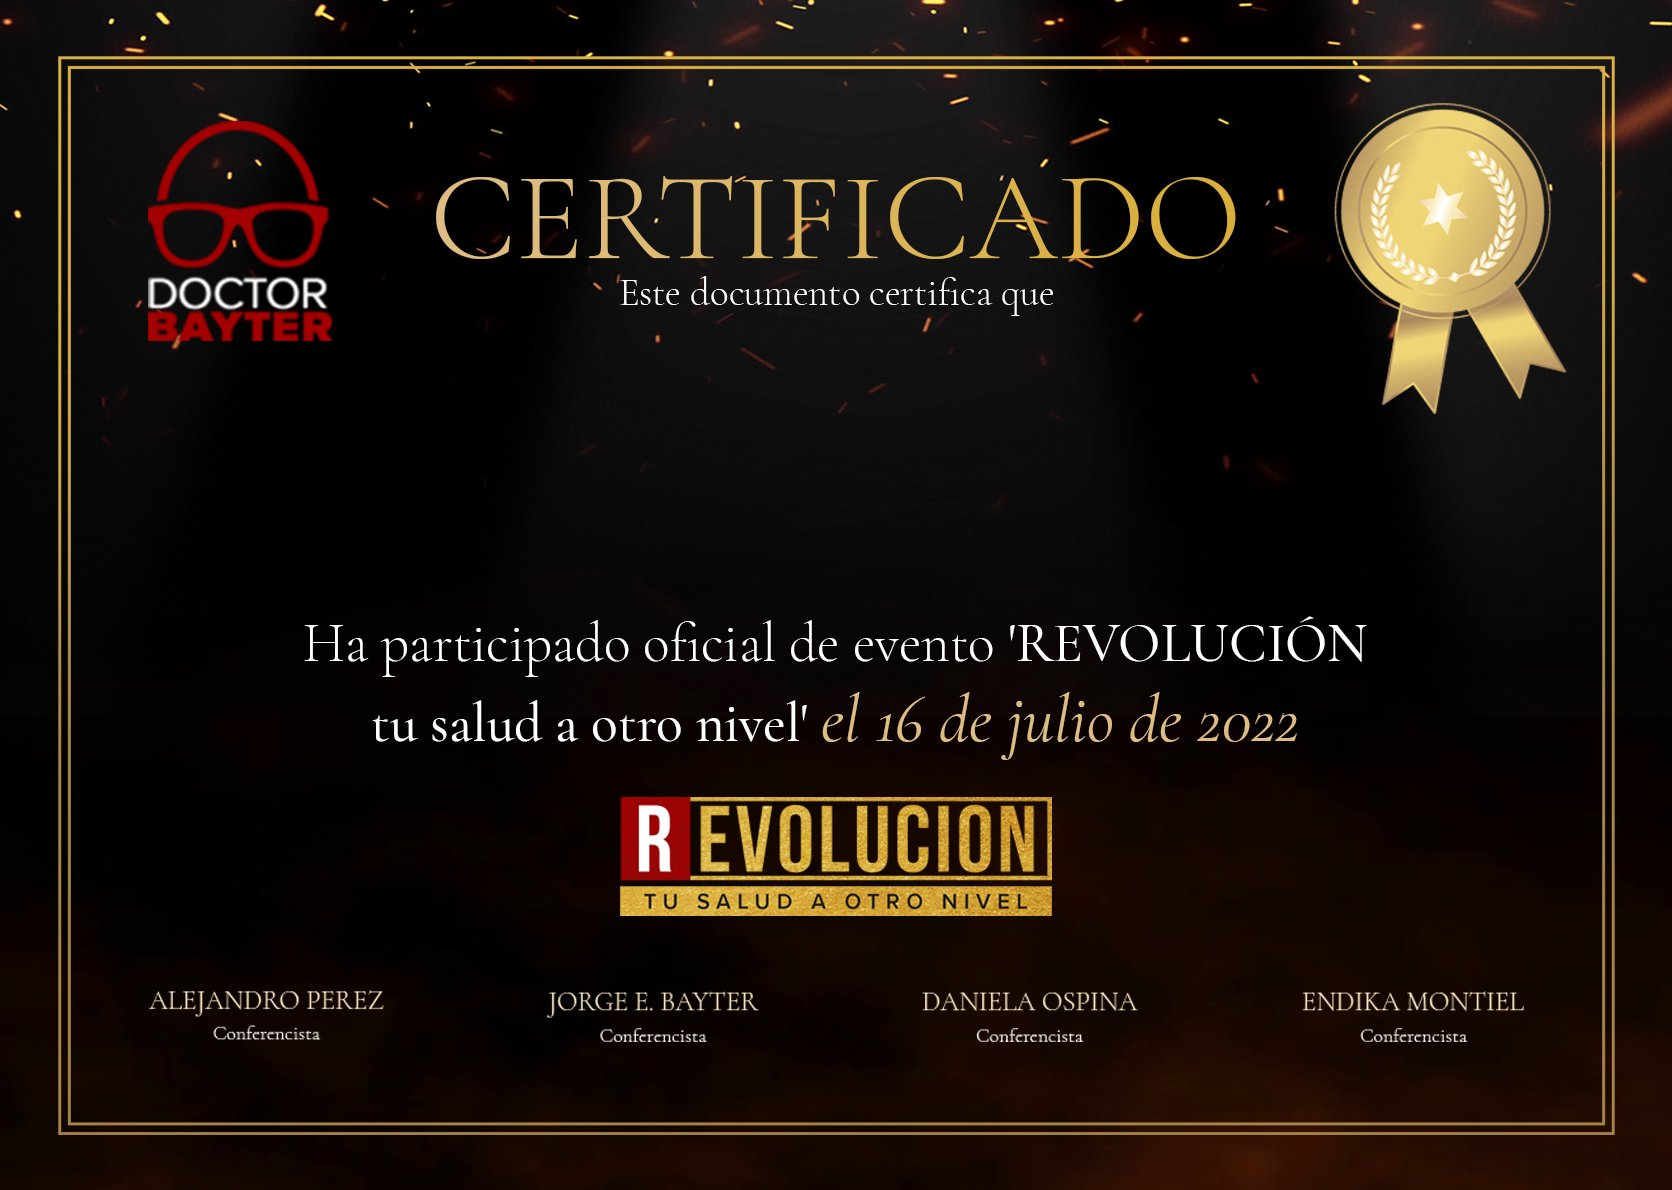 DOCTOR
BAYTER
CERTIFICADO
Este documento certifica que
Ha participado oficial de evento 'REVOLUCIÓN
tu salud a otro nivel' el 16 de julio de 2022
REVOLUCION
TU SALUD A OTRO NIVEL
ALEJANDRO PEREZ
Conferencista
JORGE E. BAYTER
Conferencista
DANIELA OSPINA
Conferencista
ENDIKA MONTIEL
Conferencista